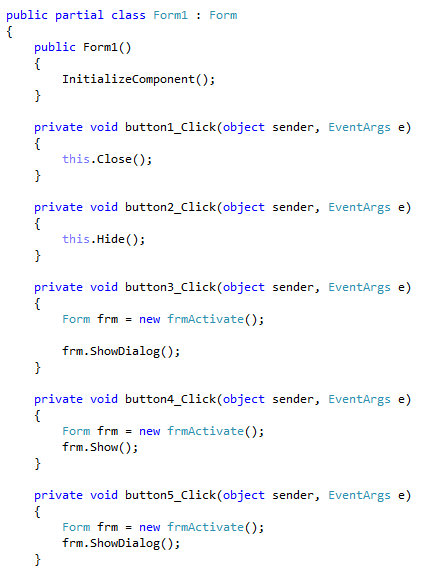 public partial class Form1 : Form
{
    public Form1()
    {
        InitializeComponent();
    }

    private void button1_Click(object sender, EventArgs e)
    {
        this.Close();
    }

    private void button2_Click(object sender, EventArgs e)
    {
        this.Hide();
    }

    private void button3_Click(object sender, EventArgs e)
    {
        Form frm = new frmActivate();

        frm.ShowDialog();
    }

    private void button4_Click(object sender, EventArgs e)
    {
        Form frm = new frmActivate();
        frm.Show();
    }

    private void button5_Click(object sender, EventArgs e)
    {
        Form frm = new frmActivate();
        frm.ShowDialog();
    }